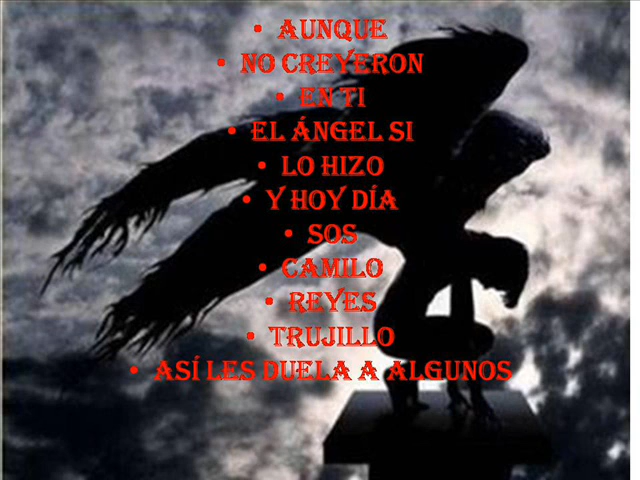 • AUNQUE
• NO CREYERON
• EN TI
• EL ÁNGEL SI
• LO HIZO
• Y HOY DÍA
• SOS
• CAMILO
• REYES
• TRUJILLO
• ASÍ LES DUELA A ALGUNOS